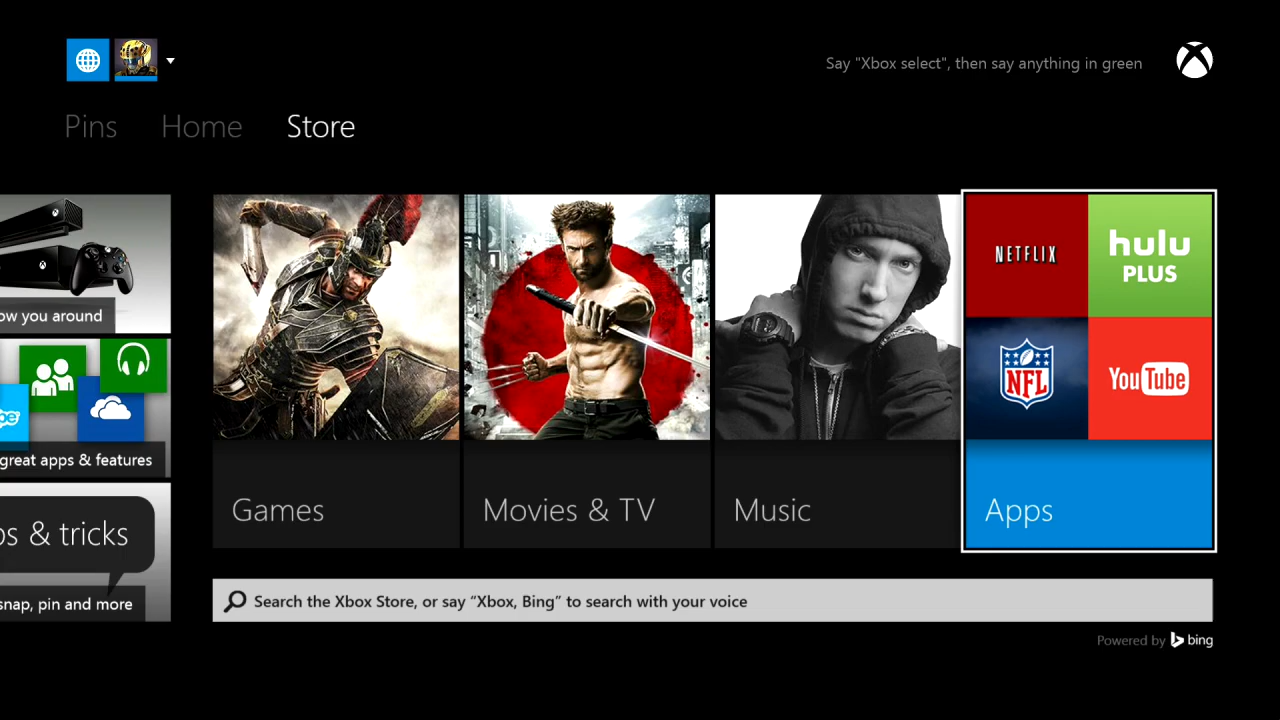 Say "Xbox select", then say anything in green
Pins Home Store
ow you around
great apps & features
s & tricks
snap, pin and more
NETFLIX
hulu
PLUS
NFL
YouTube
Games
Movies & TV
Music
Apps
Search the Xbox Store, or say “Xbox, Bing” to search with your voice
Powered by bing